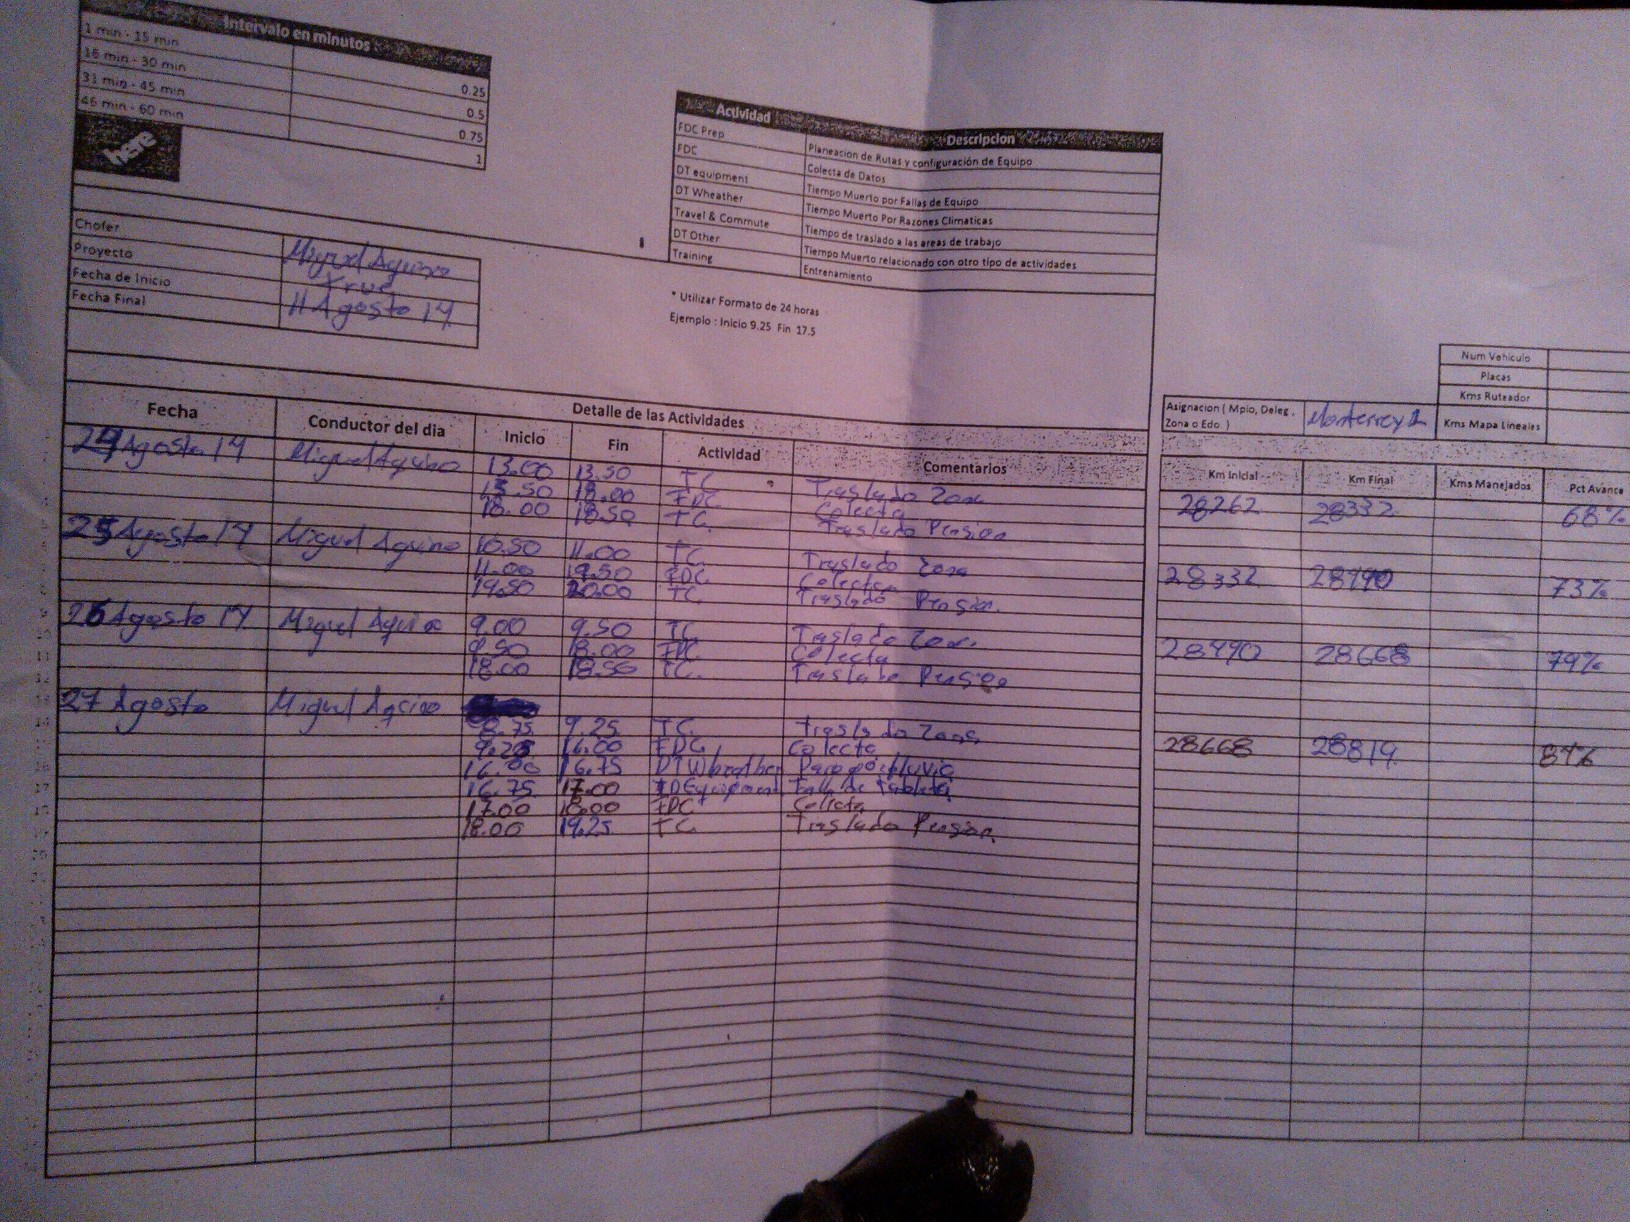 Intervalo en minutos
1 min - 15 min 0.25
16 min - 30 min 0.5
31 min - 45 min 0.75
46 min - 60 min 1
here
Actividad Descripcion
FDC Prep Planeacion de Rutas y configuración de Equipo
FDC Colecta de Datos
DT equipment Tiempo Muerto por Fallas de Equipo
DT Wheather Tiempo Muerto Por Razones Climaticas
Travel & Commute Tiempo de traslado a las areas de trabajo
DT Other Tiempo Muerto relacionado con otro tipo de actividades
Training Entrenamiento
* Utilizar Formato de 24 horas
Ejemplo : Inicio 9.25 Fin 17.5
Chofer Miguel Aquino
Proyecto True
Fecha de Inicio 11 Agosto 14
Fecha Final
Num Vehiculo
Placas
Kms Ruteador
Kms Mapa Lineales
Asignacion ( Mpio, Deleg , Zona o Edo. ) Monterrey 2
Detalle de las Actividades
Fecha Conductor del dia Inicio Fin Actividad Comentarios Km Inicial Km Final Kms Manejados Pct Avance
24 Agosto 14 Miguel Aquino 13.00 13.50 TC Traslado Zona 28262 28332 68%
13.50 18.00 FDC Colecta
18.00 18.50 TC. Traslado Pension
25 Agosto 14 Miguel Aquino 10.50 11.00 TC Traslado Zona 28332 28490 73%
11.00 19.50 FDC Colecta
19.50 20.00 TC. Traslado Pension.
26 Agosto 14 Miguel Aquino 9.00 9.50 TC Traslado Zona. 28490 28668 79%
9.50 18.00 FDC Colecta
18.00 18.50 TC. Traslado Pension
27 Agosto Miguel Aquino
8.75 9.25 TC. Traslado Zona, 28668 28819.
9.25 16.00 FDC Colecta
16.00 16.75 DTWheather Paro por lluvia
16.75 17.00 Falla de Tableta
17.00 18.00 FDC Colecta
18.00 19.25 TC. Traslado Pension